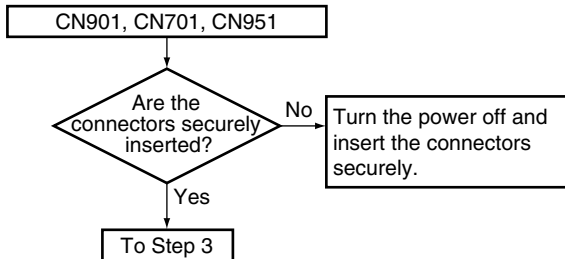 CN901, CN701, CN951
Are the
connectors securely
inserted?
No
Turn the power off and
insert the connectors
securely.
Yes
To Step 3